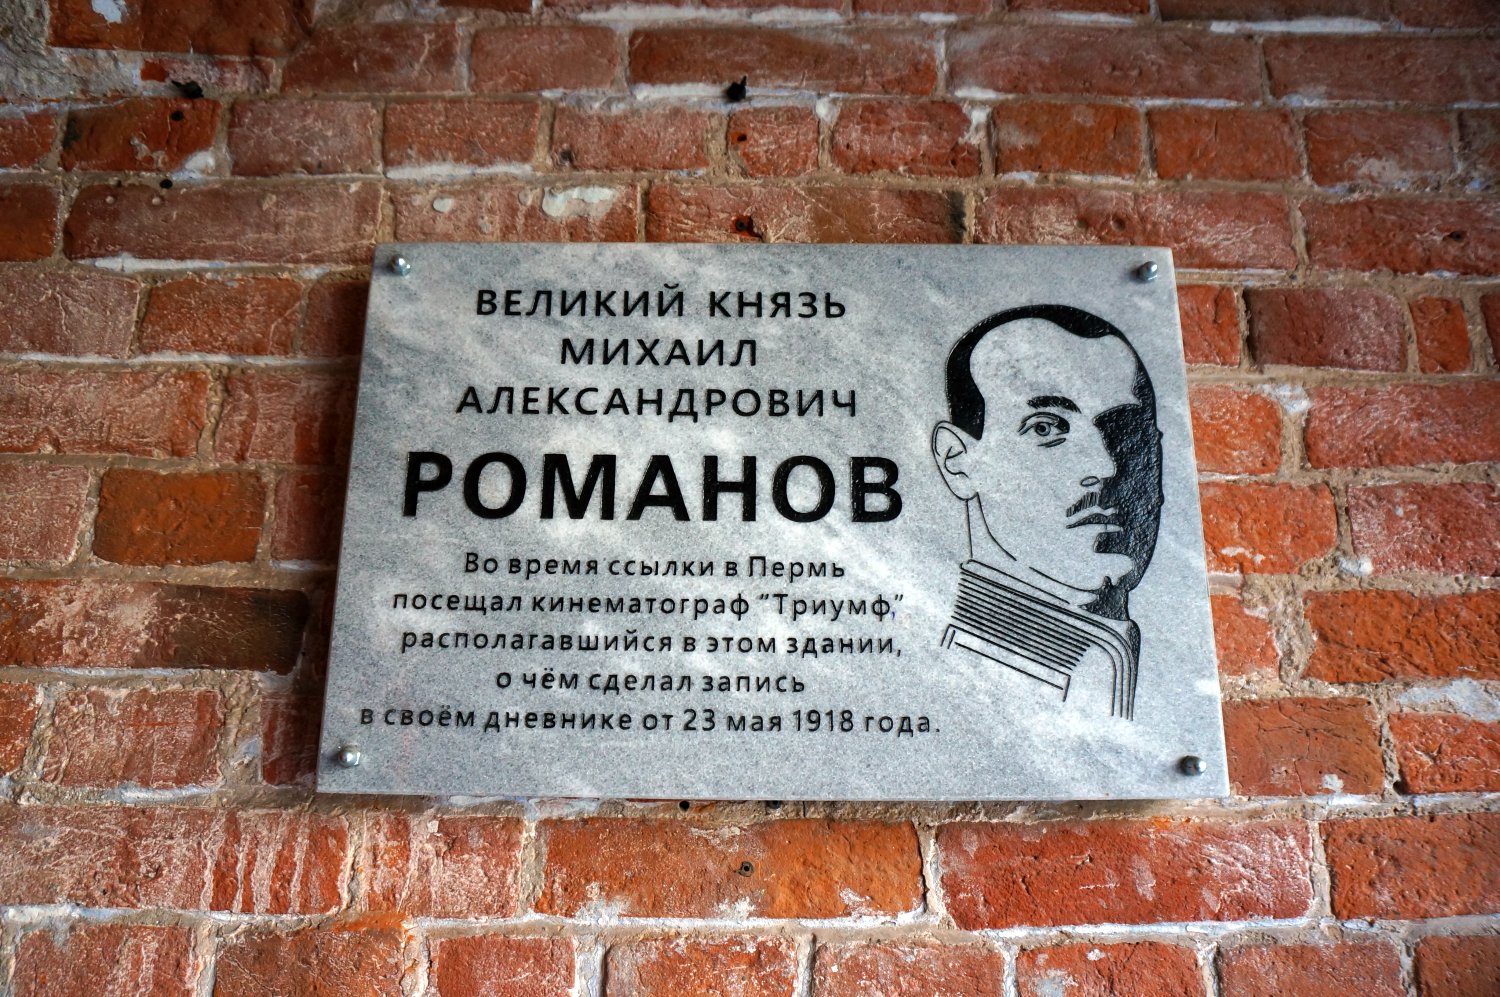 ВЕЛИКИЙ КНЯЗЬ
МИХАИЛ
АЛЕКСАНДРОВИЧ
РОМАНОВ
Во время ссылки в Пермь
посещал кинематограф "Триумф,"
располагавшийся в этом здании,
о чём сделал запись
в своём дневнике от 23 мая 1918 года.